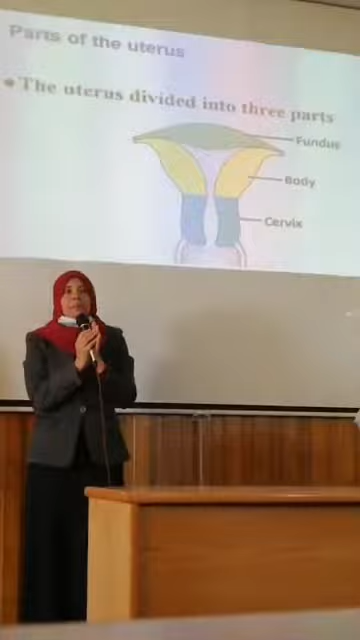 Parts of the uterus
The uterus divided into three parts
Fundus
Body
Cervix